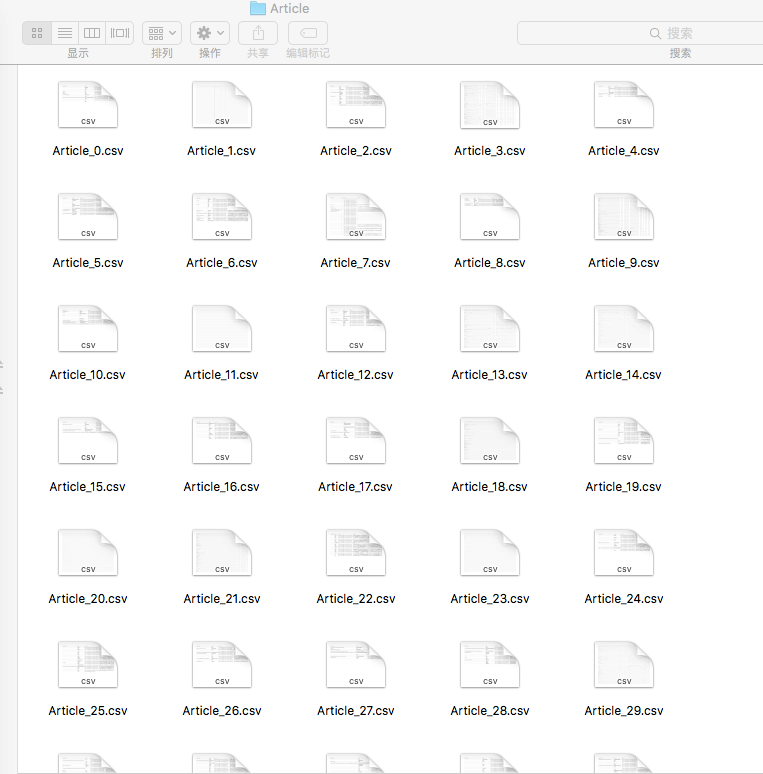 Article
搜索
显示 排列 操作 共享 编辑标记 搜索
CSV CSV CSV CSV CSV
Article_0.csv Article_1.csv Article_2.csv Article_3.csv Article_4.csv
CSV CSV CSV CSV CSV
Article_5.csv Article_6.csv Article_7.csv Article_8.csv Article_9.csv
CSV CSV CSV CSV CSV
Article_10.csv Article_11.csv Article_12.csv Article_13.csv Article_14.csv
CSV CSV CSV CSV CSV
Article_15.csv Article_16.csv Article_17.csv Article_18.csv Article_19.csv
CSV CSV CSV CSV CSV
Article_20.csv Article_21.csv Article_22.csv Article_23.csv Article_24.csv
CSV CSV CSV CSV CSV
Article_25.csv Article_26.csv Article_27.csv Article_28.csv Article_29.csv